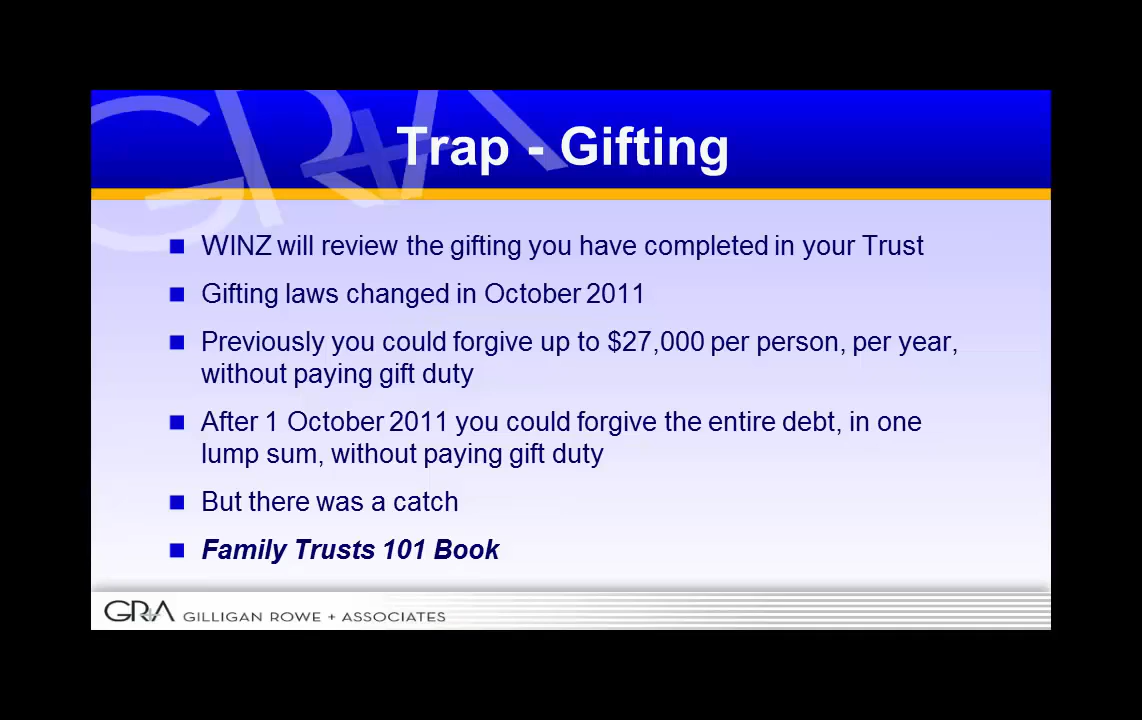 Trap - Gifting
WINZ will review the gifting you have completed in your Trust
Gifting laws changed in October 2011
Previously you could forgive up to $27,000 per person, per year,
without paying gift duty
After 1 October 2011 you could forgive the entire debt, in one
lump sum, without paying gift duty
But there was a catch
Family Trusts 101 Book
GRA GILLIGAN ROWE + ASSOCIATES